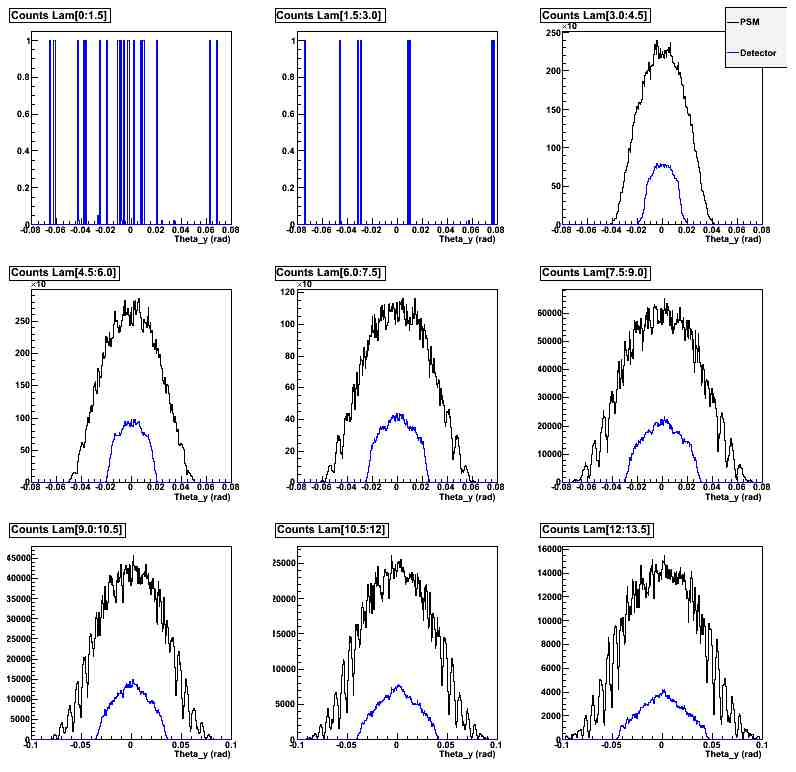 Counts Lam[0:1.5]
1
0.8
0.6
0.4
0.2
0
-0.08 -0.06 -0.04 -0.02 0 0.02 0.04 0.06 0.08
Theta_y (rad)
Counts Lam[1.5:3.0]
1
0.8
0.6
0.4
0.2
0
-0.08 -0.06 -0.04 -0.02 0 0.02 0.04 0.06 0.08
Theta_y (rad)
Counts Lam[3.0:4.5]
×10
250
200
150
100
50
0
-0.08 -0.06 -0.04 -0.02 0 0.02 0.04 0.06 0.08
Theta_y (rad)
PSM
Detector
Counts Lam[4.5:6.0]
×10
250
200
150
100
50
0
-0.08 -0.06 -0.04 -0.02 0 0.02 0.04 0.06 0.08
Theta_y (rad)
Counts Lam[6.0:7.5]
×10
120
100
80
60
40
20
0
-0.08 -0.06 -0.04 -0.02 0 0.02 0.04 0.06 0.08
Theta_y (rad)
Counts Lam[7.5:9.0]
60000
50000
40000
30000
20000
10000
0
-0.08 -0.06 -0.04 -0.02 0 0.02 0.04 0.06 0.08
Theta_y (rad)
Counts Lam[9.0:10.5]
45000
40000
35000
30000
25000
20000
15000
10000
5000
0
-0.1 -0.05 0 0.05 0.1
Theta_y (rad)
Counts Lam[10.5:12]
25000
20000
15000
10000
5000
0
-0.1 -0.05 0 0.05 0.1
Theta_y (rad)
Counts Lam[12:13.5]
16000
14000
12000
10000
8000
6000
4000
2000
0
-0.1 -0.05 0 0.05 0.1
Theta_y (rad)